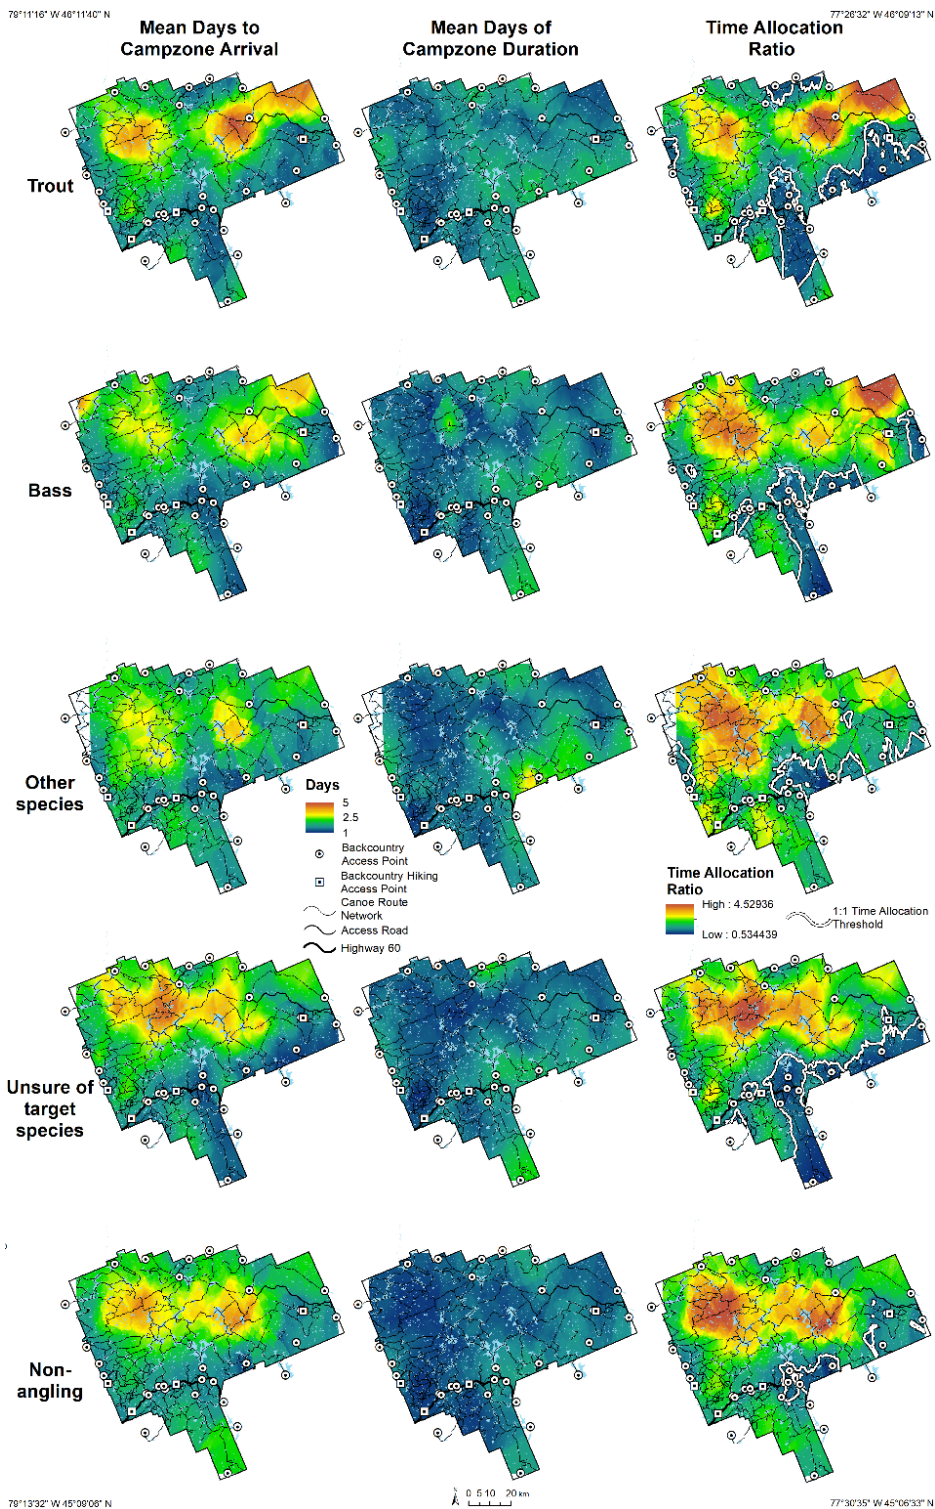 79°11'16" W 46°11'40" N
77°26'32" W 46°09'13" N
Mean Days to
Campzone Arrival
Mean Days of
Campzone Duration
Time Allocation
Ratio
Trout
Bass
Other
species
Days
5
2.5
1
Backcountry
Access Point
Backcountry Hiking
Access Point
Canoe Route
Network
Access Road
Highway 60
Time Allocation
Ratio
High : 4.52936
Low : 0.534439
1:1 Time Allocation
Threshold
Unsure of
target
species
Non-
angling
0 5 10 20 km
79°13'32" W 45°09'06" N
77°30'35" W 45°06'33" N